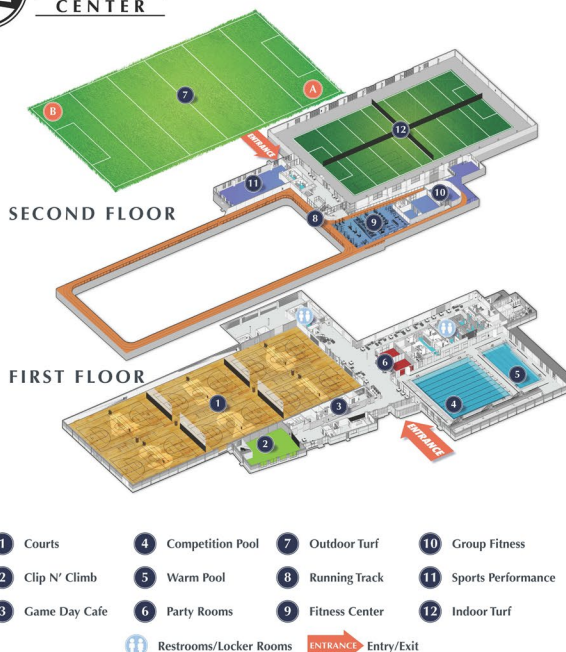 CENTER
B
7
A
12
ENTRANCE
11
10
8
9
SECOND FLOOR
FIRST FLOOR
6
5
1
4
3
2
ENTRANCE
1 Courts
4 Competition Pool
7 Outdoor Turf
10 Group Fitness
2 Clip N' Climb
5 Warm Pool
8 Running Track
11 Sports Performance
3 Game Day Cafe
6 Party Rooms
9 Fitness Center
12 Indoor Turf
Restrooms/Locker Rooms
ENTRANCE Entry/Exit